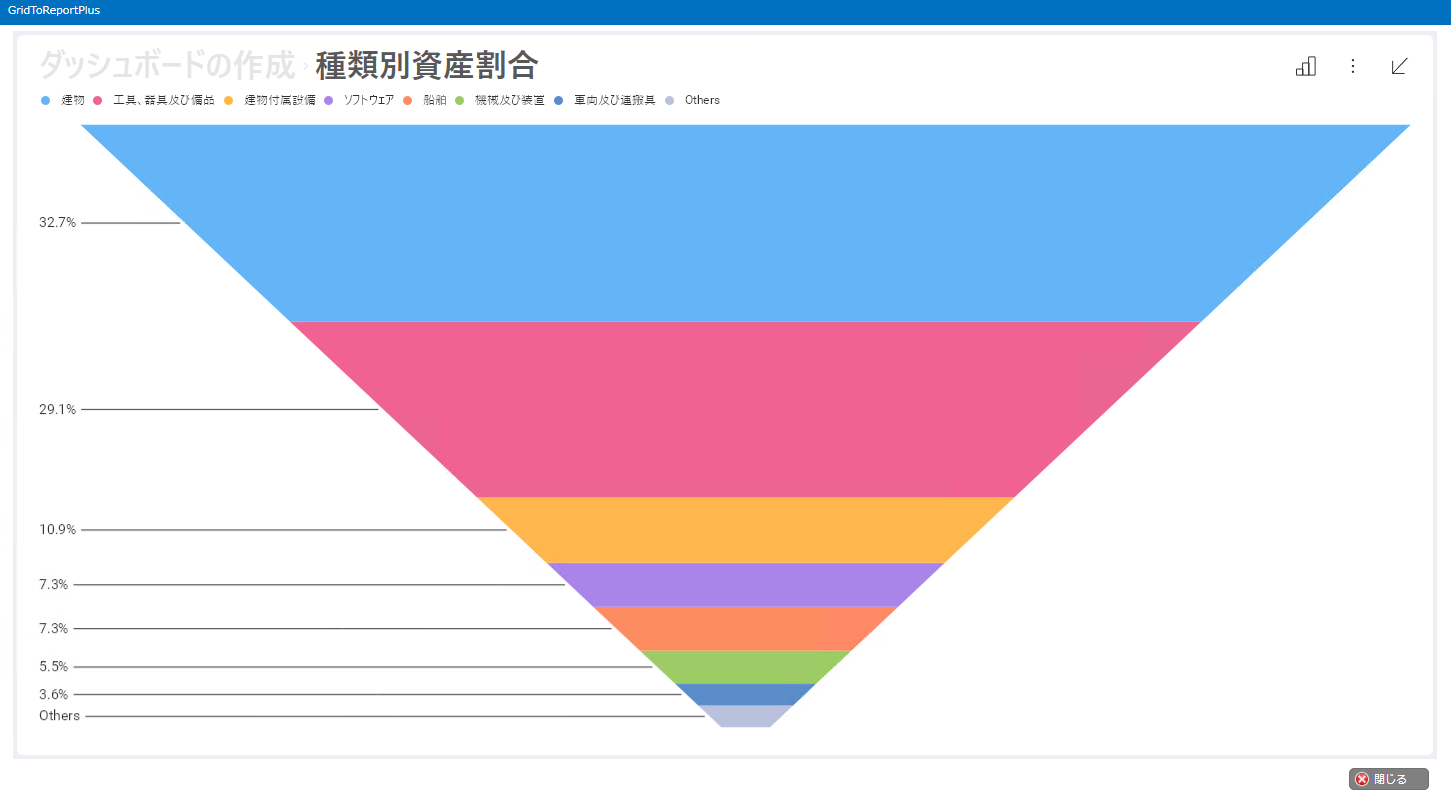 GridToReportPlus
ダッシュボードの作成 › 種類別資産割合
建物 工具、器具及び備品 建物付属設備 ソフトウェア 船舶 機械及び装置 車両及び運搬具 Others
32.7%
29.1%
10.9%
7.3%
7.3%
5.5%
3.6%
Others
閉じる